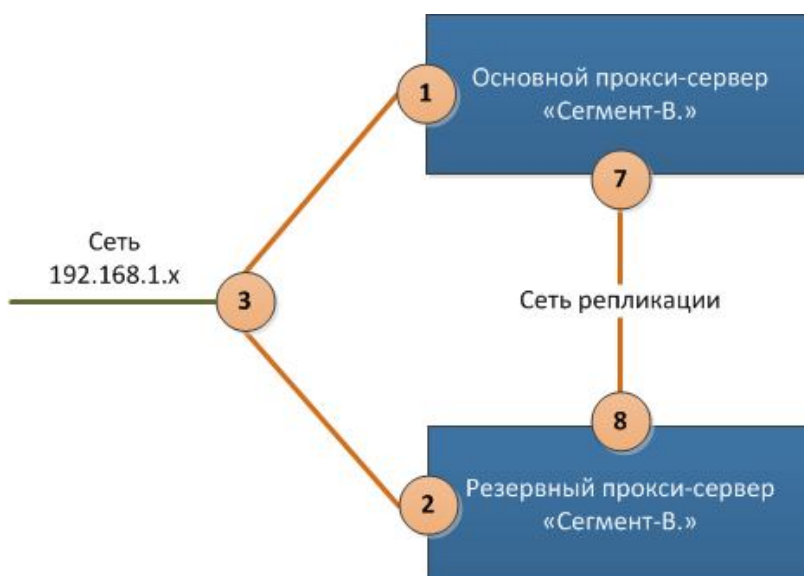 Основной прокси-сервер
«Сегмент-В.»
1
7
Сеть
192.168.1.x
3
Сеть репликации
8
2
Резервный прокси-сервер
«Сегмент-В.»